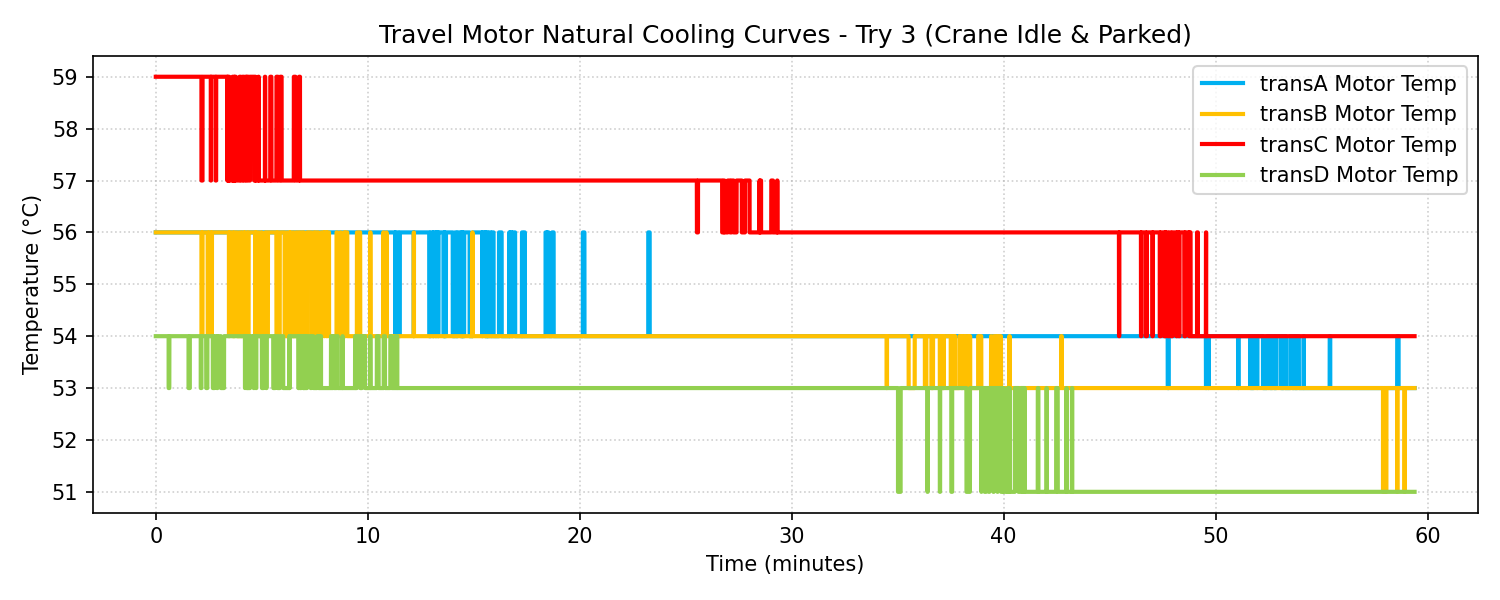 Travel Motor Natural Cooling Curves - Try 3 (Crane Idle & Parked)
transA Motor Temp
transB Motor Temp
transC Motor Temp
transD Motor Temp
Temperature (°C)
59
58
57
56
55
54
53
52
51
0 10 20 30 40 50 60
Time (minutes)